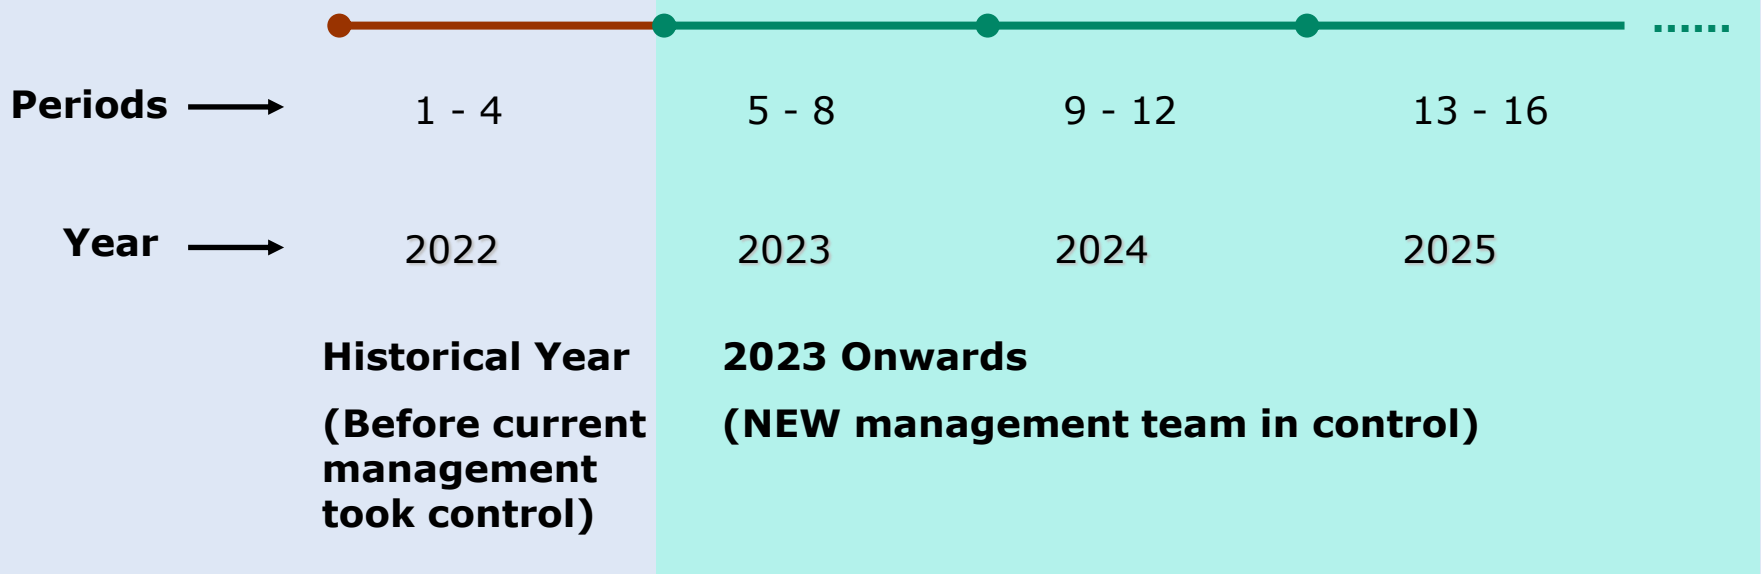 ......
Periods 1 - 4 5 - 8 9 - 12 13 - 16
Year 2022 2023 2024 2025
Historical Year 2023 Onwards
(Before current (NEW management team in control)
management
took control)